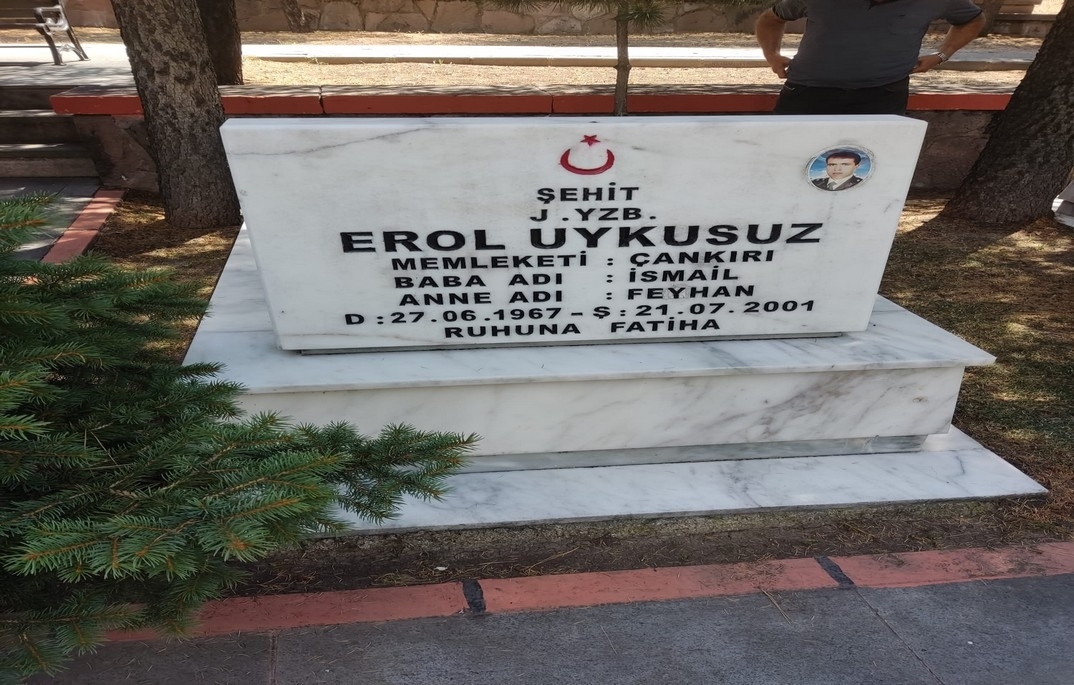 ŞEHİT
J.YZB.
EROL UYKUSUZ
MEMLEKETİ : ÇANKIRI
BABA ADI : İSMAİL
ANNE ADI : FEYHAN
D : 27.06.1967 – Ş : 21.07.2001
RUHUNA FATİHA